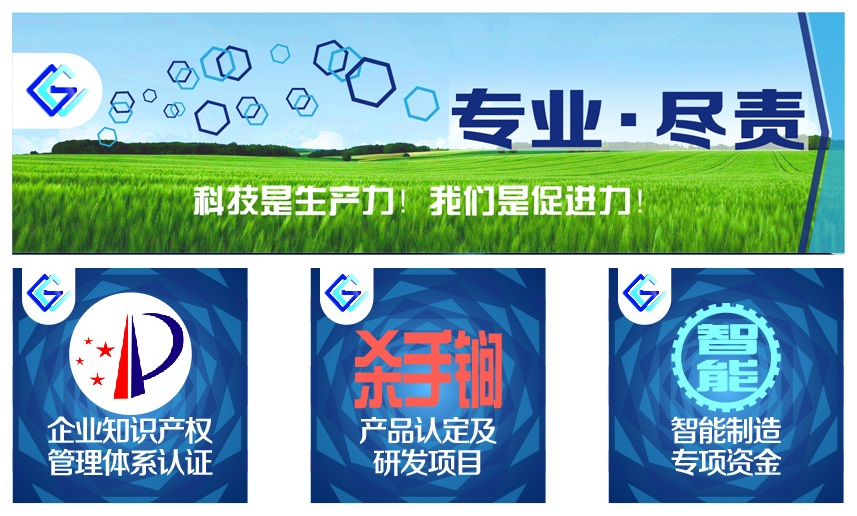 专业·尽责
科技是生产力！我们是促进力！
企业知识产权
管理体系认证
杀手锏
产品认定及
研发项目
智能
智能制造
专项资金